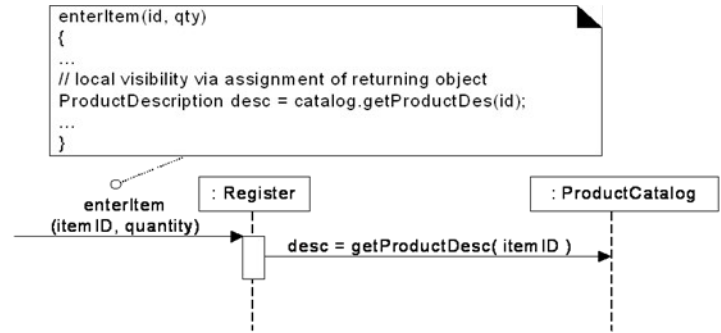 enterItem(id, qty)
{
...
// local visibility via assignment of returning object
ProductDescription desc = catalog.getProductDes(id);
...
}
enterItem
(itemID, quantity)
: Register
: ProductCatalog
desc = getProductDesc( itemID )